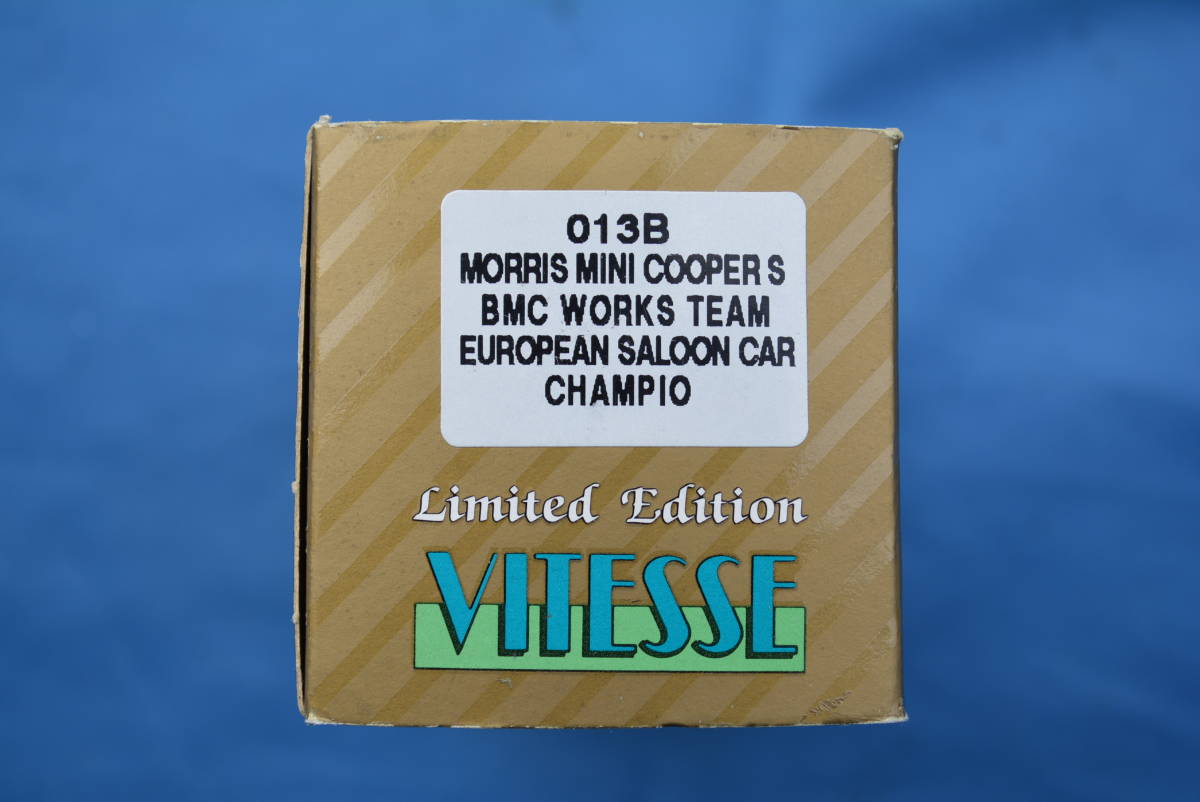 013B
MORRIS MINI COOPER S
BMC WORKS TEAM
EUROPEAN SALOON CAR
CHAMPIO
Limited Edition
VITESSE